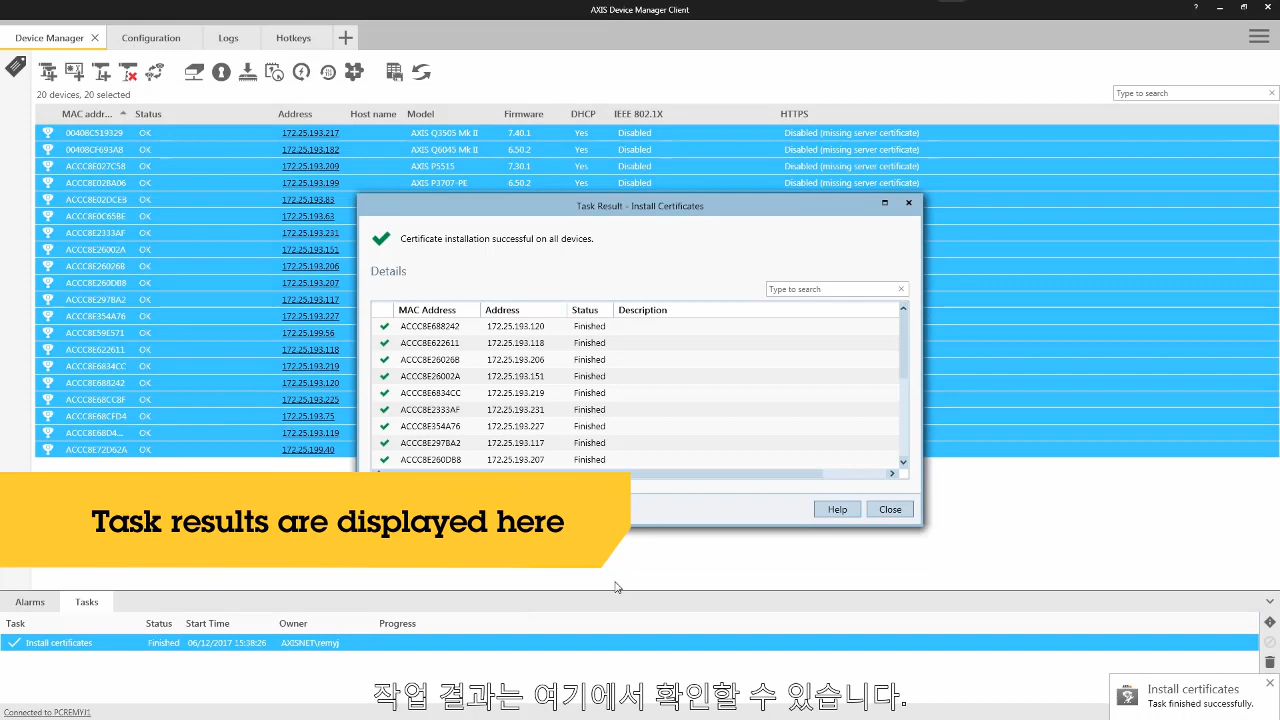 AXIS Device Manager Client
Device Manager Configuration Logs Hotkeys
20 devices, 20 selected
Type to search
MAC addr... Status Address Host name Model Firmware DHCP IEEE 802.1X HTTPS
00408C519329 OK 172.25.193.217 AXIS Q3505 Mk II 7.40.1 Yes Disabled Disabled (missing server certificate)
00408CF693A8 OK 172.25.193.182 AXIS Q6045 Mk II 6.50.2 Yes Disabled Disabled (missing server certificate)
ACCC8E027C58 OK 172.25.193.209 AXIS P5515 7.30.1 Yes Disabled Disabled (missing server certificate)
ACCC8E02BA06 OK 172.25.193.199 AXIS P3707-PE 6.50.2 Yes Disabled Disabled (missing server certificate)
ACCC8E02DCEB OK 172.25.193.83
ACCC8E0C65BE OK 172.25.193.63
ACCC8E2333AF OK 172.25.193.231
ACCC8E26002A OK 172.25.193.151
ACCC8E26026B OK 172.25.193.206
ACCC8E260DB8 OK 172.25.193.207
ACCC8E297BA2 OK 172.25.193.117
ACCC8E354A76 OK 172.25.193.227
ACCC8E59E571 OK 172.25.199.56
ACCC8E622611 OK 172.25.193.118
ACCC8E6834CC OK 172.25.193.219
ACCC8E688242 OK 172.25.193.120
ACCC8E68CC8F OK 172.25.193.225
ACCC8E68CFD4 OK 172.25.193.75
ACCC8E68D4... OK 172.25.193.119
ACCC8E72D62A OK 172.25.199.40
Task Result - Install Certificates
Certificate installation successful on all devices.
Details
Type to search
MAC Address Address Status Description
ACCC8E688242 172.25.193.120 Finished
ACCC8E622611 172.25.193.118 Finished
ACCC8E26026B 172.25.193.206 Finished
ACCC8E26002A 172.25.193.151 Finished
ACCC8E6834CC 172.25.193.219 Finished
ACCC8E2333AF 172.25.193.231 Finished
ACCC8E354A76 172.25.193.227 Finished
ACCC8E297BA2 172.25.193.117 Finished
ACCC8E260DB8 172.25.193.207 Finished
Help Close
Task results are displayed here
Alarms Tasks
Task Status Start Time Owner Progress
Install certificates Finished 06/12/2017 15:38:26 AXISNET\remyj
작업 결과는 여기에서 확인할 수 있습니다.
Install certificates
Task finished successfully.
Connected to PCREMYJ1